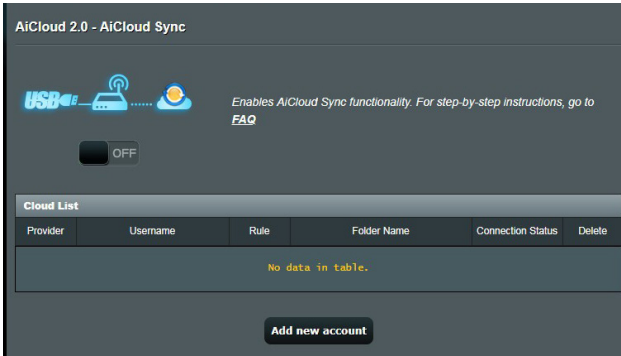 AiCloud 2.0 - AiCloud Sync
USB
Enables AiCloud Sync functionality. For step-by-step instructions, go to
FAQ
OFF
Cloud List
Provider Username Rule Folder Name Connection Status Delete
No data in table.
Add new account